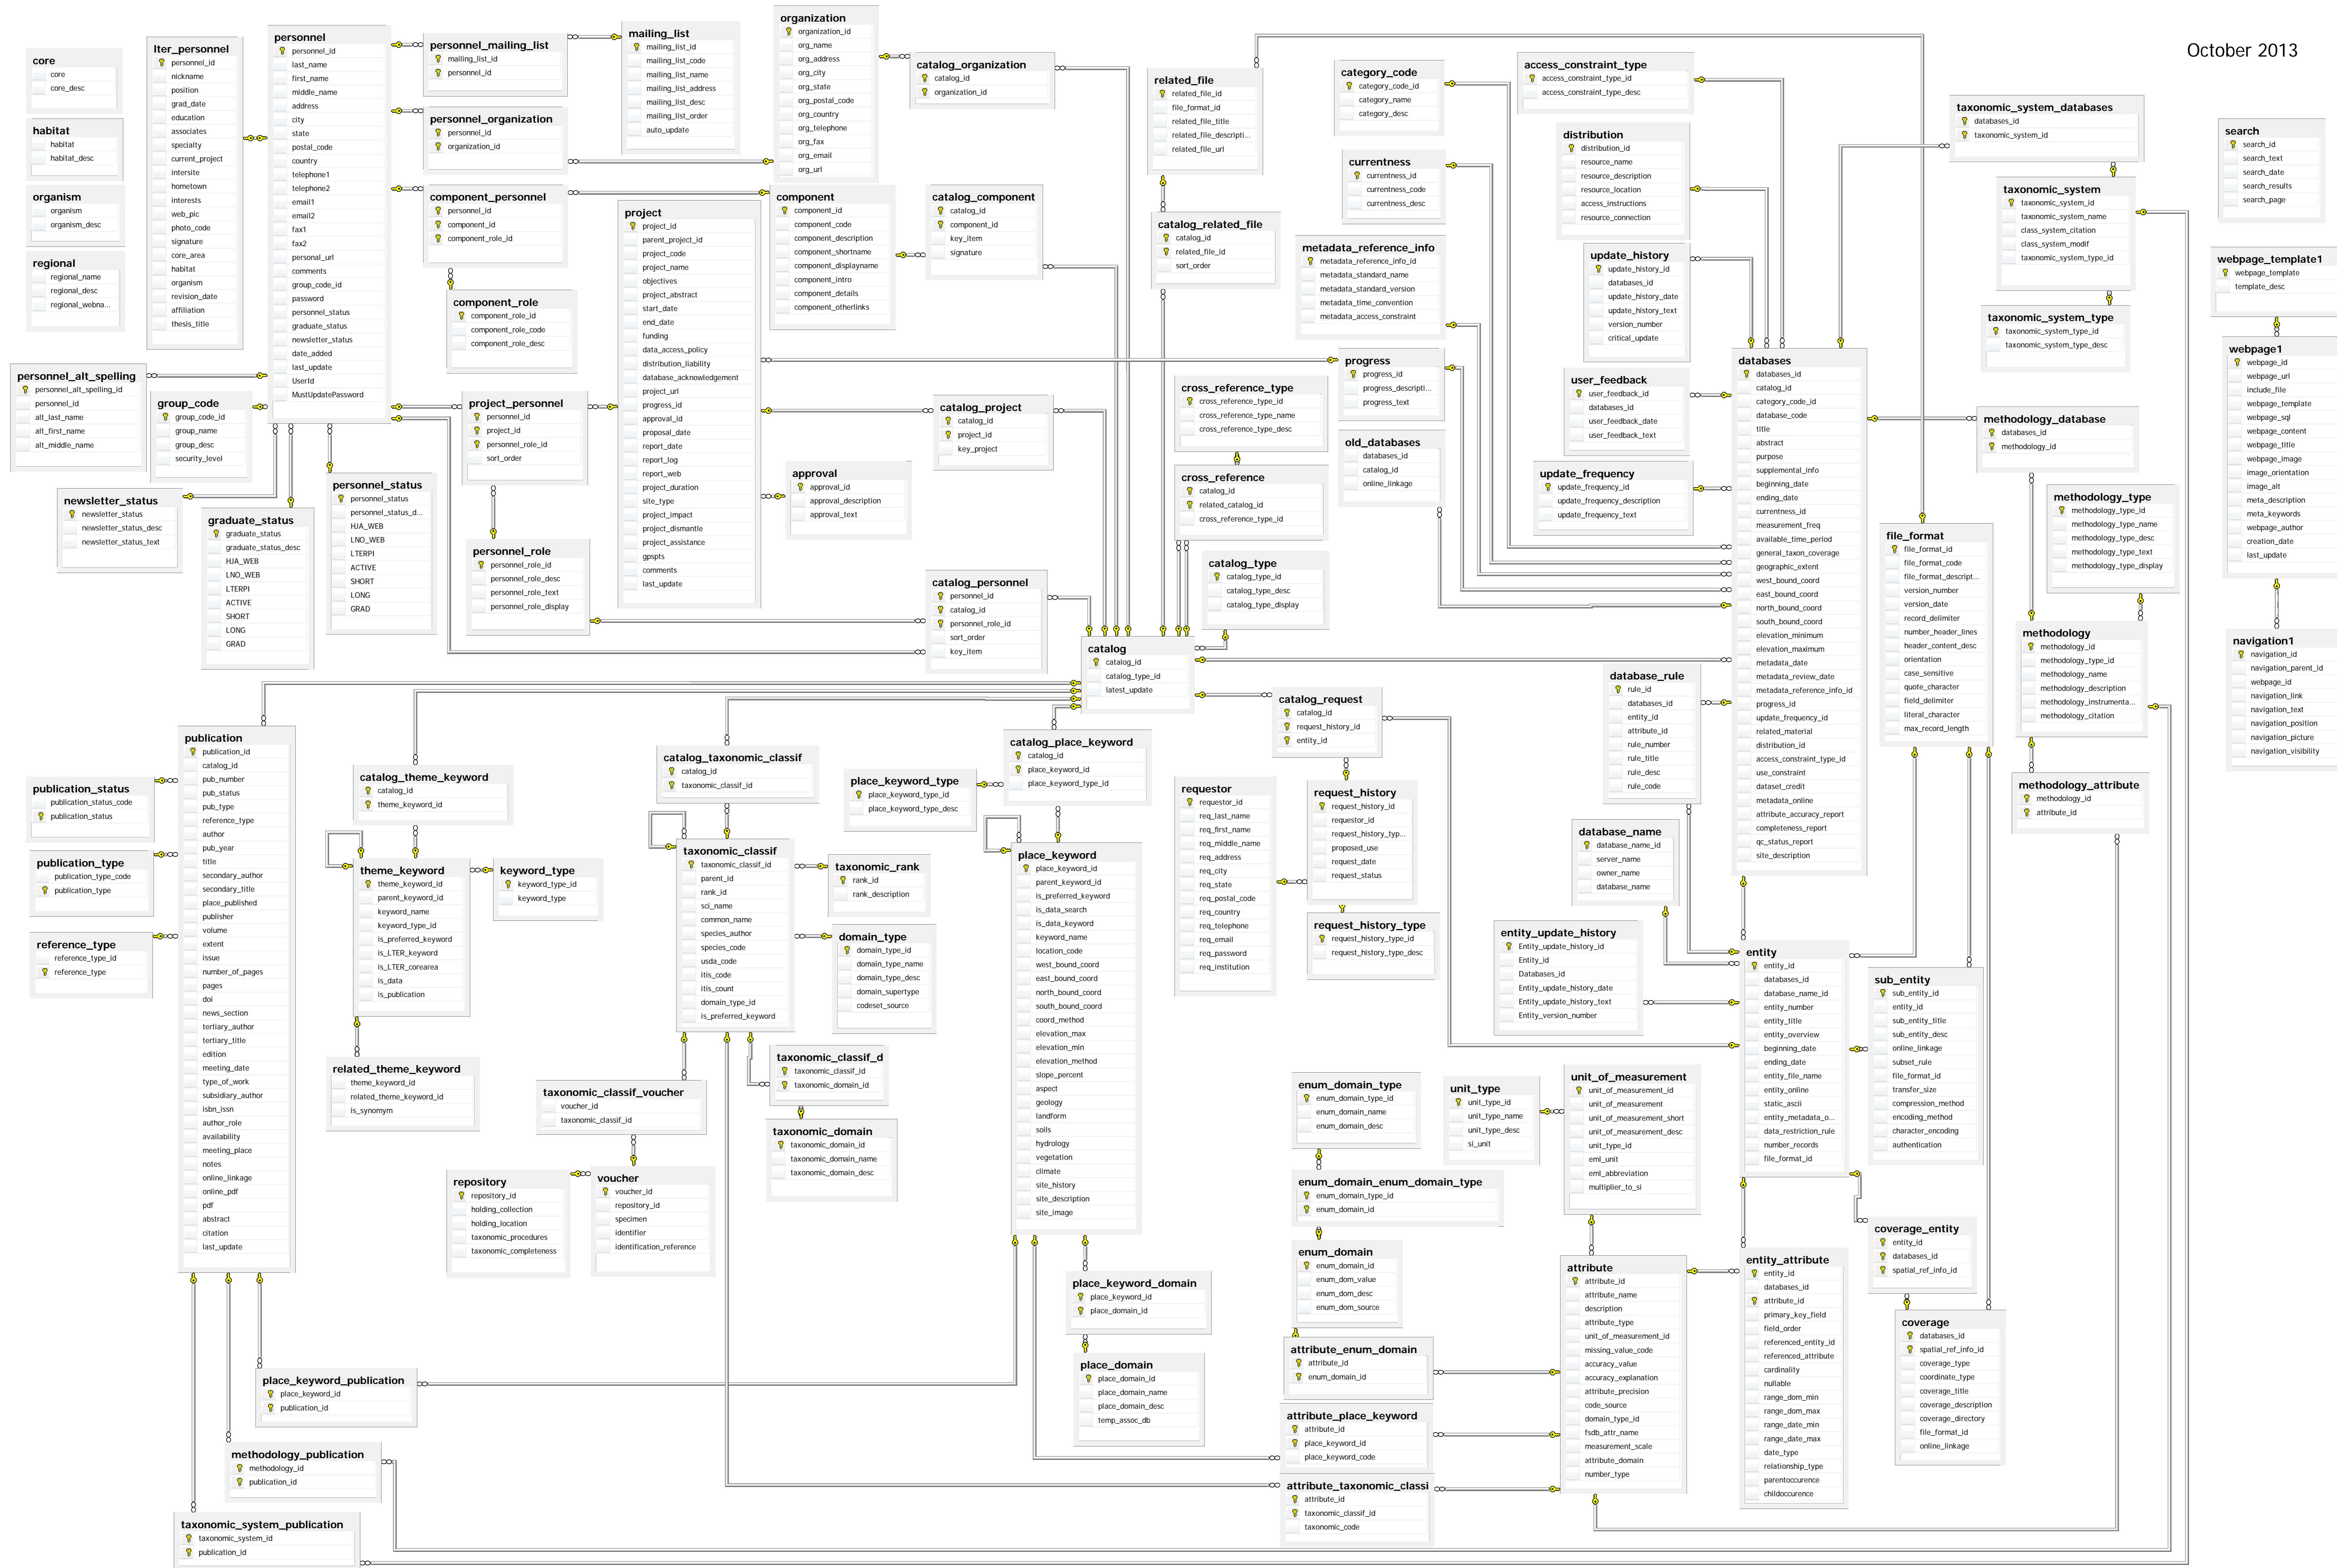 October 2013
core
core
core_desc
habitat
habitat
habitat_desc
organism
organism
organism_desc
regional
regional_name
regional_desc
regional_webna...
lter_personnel
personnel_id
nickname
position
grad_date
education
associates
specialty
current_project
intersite
hometown
interests
web_pic
photo_code
signature
core_area
habitat
organism
revision_date
affiliation
thesis_title
personnel
personnel_id
last_name
first_name
middle_name
address
city
state
postal_code
country
telephone1
telephone2
email1
email2
fax1
fax2
personal_url
comments
group_code_id
password
personnel_status
graduate_status
newsletter_status
date_added
last_update
UserId
MustUpdatePassword
personnel_mailing_list
mailing_list_id
personnel_id
personnel_organization
personnel_id
organization_id
component_personnel
personnel_id
component_id
component_role_id
component_role
component_role_id
component_role_code
component_role_desc
mailing_list
mailing_list_id
mailing_list_code
mailing_list_name
mailing_list_address
mailing_list_desc
mailing_list_order
auto_update
organization
organization_id
org_name
org_address
org_city
org_state
org_postal_code
org_country
org_telephone
org_fax
org_email
org_url
catalog_organization
catalog_id
organization_id
project
project_id
parent_project_id
project_code
project_name
objectives
project_abstract
start_date
end_date
funding
data_access_policy
distribution_liability
database_acknowledgement
project_url
progress_id
approval_id
proposal_date
report_date
report_log
report_web
project_duration
site_type
project_impact
project_dismantle
project_assistance
gpspts
comments
last_update
component
component_id
component_code
component_description
component_shortname
component_displayname
component_intro
component_details
component_otherlinks
catalog_component
catalog_id
component_id
key_item
signature
related_file
related_file_id
file_format_id
related_file_title
related_file_descripti...
related_file_url
catalog_related_file
catalog_id
related_file_id
sort_order
category_code
category_code_id
category_name
category_desc
currentness
currentness_id
currentness_code
currentness_desc
metadata_reference_info
metadata_reference_info_id
metadata_standard_name
metadata_standard_version
metadata_time_convention
metadata_access_constraint
progress
progress_id
progress_descripti...
progress_text
access_constraint_type
access_constraint_type_id
access_constraint_type_desc
distribution
distribution_id
resource_name
resource_description
resource_location
access_instructions
resource_connection
update_history
update_history_id
databases_id
update_history_date
update_history_text
version_number
critical_update
user_feedback
user_feedback_id
databases_id
user_feedback_date
user_feedback_text
update_frequency
update_frequency_id
update_frequency_description
update_frequency_text
databases
databases_id
catalog_id
category_code_id
database_code
title
abstract
purpose
supplemental_info
beginning_date
ending_date
currentness_id
measurement_freq
available_time_period
general_taxon_coverage
geographic_extent
west_bound_coord
east_bound_coord
north_bound_coord
south_bound_coord
elevation_minimum
elevation_maximum
metadata_date
metadata_review_date
metadata_reference_info_id
progress_id
update_frequency_id
related_material
distribution_id
access_constraint_type_id
use_constraint
dataset_credit
metadata_online
attribute_accuracy_report
completeness_report
qc_status_report
site_description
taxonomic_system_databases
databases_id
taxonomic_system_id
taxonomic_system
taxonomic_system_id
taxonomic_system_name
class_system_citation
class_system_modif
taxonomic_system_type_id
taxonomic_system_type
taxonomic_system_type_id
taxonomic_system_type_desc
search
search_id
search_text
search_date
search_results
search_page
webpage_template1
webpage_template
template_desc
webpage1
webpage_id
webpage_url
include_file
webpage_template
webpage_sql
webpage_content
webpage_title
webpage_image
image_orientation
image_alt
meta_description
meta_keywords
webpage_author
creation_date
last_update
navigation1
navigation_id
navigation_parent_id
webpage_id
navigation_link
navigation_text
navigation_position
navigation_picture
navigation_visibility
methodology_database
databases_id
methodology_id
methodology_type
methodology_type_id
methodology_type_name
methodology_type_desc
methodology_type_text
methodology_type_display
methodology
methodology_id
methodology_type_id
methodology_name
methodology_description
methodology_instrumenta...
methodology_citation
methodology_attribute
methodology_id
attribute_id
file_format
file_format_id
file_format_code
file_format_descript...
version_number
version_date
record_delimiter
number_header_lines
header_content_desc
orientation
case_sensitive
quote_character
field_delimiter
literal_character
max_record_length
personnel_alt_spelling
personnel_alt_spelling_id
personnel_id
alt_last_name
alt_first_name
alt_middle_name
group_code
group_code_id
group_name
group_desc
security_level
newsletter_status
newsletter_status
newsletter_status_desc
newsletter_status_text
graduate_status
graduate_status
graduate_status_desc
HJA_WEB
LNO_WEB
LTERPI
ACTIVE
SHORT
LONG
GRAD
personnel_status
personnel_status
personnel_status_d...
HJA_WEB
LNO_WEB
LTERPI
ACTIVE
SHORT
LONG
GRAD
project_personnel
personnel_id
project_id
personnel_role_id
sort_order
personnel_role
personnel_role_id
personnel_role_desc
personnel_role_text
personnel_role_display
approval
approval_id
approval_description
approval_text
catalog_project
catalog_id
project_id
key_project
catalog_personnel
personnel_id
catalog_id
personnel_role_id
sort_order
key_item
cross_reference_type
cross_reference_type_id
cross_reference_type_name
cross_reference_type_desc
cross_reference
catalog_id
related_catalog_id
cross_reference_type_id
old_databases
databases_id
catalog_id
online_linkage
catalog_type
catalog_type_id
catalog_type_desc
catalog_type_display
catalog
catalog_id
catalog_type_id
latest_update
catalog_request
catalog_id
request_history_id
entity_id
publication
publication_id
catalog_id
pub_number
pub_status
pub_type
reference_type
author
pub_year
title
secondary_author
secondary_title
place_published
publisher
volume
extent
issue
number_of_pages
pages
doi
news_section
tertiary_author
tertiary_title
edition
meeting_date
type_of_work
subsidiary_author
isbn_issn
author_role
availability
meeting_place
notes
online_linkage
online_pdf
pdf
abstract
citation
last_update
publication_status
publication_status_code
publication_status
publication_type
publication_type_code
publication_type
reference_type
reference_type_id
reference_type
catalog_theme_keyword
catalog_id
theme_keyword_id
theme_keyword
theme_keyword_id
parent_keyword_id
keyword_name
keyword_type_id
is_preferred_keyword
is_LTER_keyword
is_LTER_corearea
is_data
is_publication
keyword_type
keyword_type_id
keyword_type
related_theme_keyword
theme_keyword_id
related_theme_keyword_id
is_synomym
catalog_taxonomic_classif
catalog_id
taxonomic_classif_id
taxonomic_classif
taxonomic_classif_id
parent_id
rank_id
sci_name
common_name
species_author
species_code
usda_code
itis_code
itis_count
domain_type_id
is_preferred_keyword
taxonomic_rank
rank_id
rank_description
domain_type
domain_type_id
domain_type_name
domain_type_desc
domain_supertype
codeset_source
taxonomic_classif_d
taxonomic_classif_id
taxonomic_domain_id
taxonomic_domain
taxonomic_domain_id
taxonomic_domain_name
taxonomic_domain_desc
taxonomic_classif_voucher
voucher_id
taxonomic_classif_id
repository
repository_id
holding_collection
holding_location
taxonomic_procedures
taxonomic_completeness
voucher
voucher_id
repository_id
specimen
identifier
identification_reference
place_keyword_type
place_keyword_type_id
place_keyword_type_desc
catalog_place_keyword
catalog_id
place_keyword_id
place_keyword_type_id
place_keyword
place_keyword_id
parent_keyword_id
is_preferred_keyword
is_data_search
is_data_keyword
keyword_name
location_code
west_bound_coord
east_bound_coord
north_bound_coord
south_bound_coord
coord_method
elevation_max
elevation_min
elevation_method
slope_percent
aspect
geology
landform
soils
hydrology
vegetation
climate
site_history
site_description
site_image
place_keyword_domain
place_keyword_id
place_domain_id
place_domain
place_domain_id
place_domain_name
place_domain_desc
temp_assoc_db
requestor
requestor_id
req_last_name
req_first_name
req_middle_name
req_address
req_city
req_state
req_postal_code
req_country
req_telephone
req_email
req_password
req_institution
request_history
request_history_id
requestor_id
request_history_typ...
proposed_use
request_date
request_status
request_history_type
request_history_type_id
request_history_type_desc
database_rule
rule_id
databases_id
entity_id
attribute_id
rule_number
rule_title
rule_desc
rule_code
database_name
database_name_id
server_name
owner_name
database_name
entity_update_history
Entity_update_history_id
Entity_id
Databases_id
Entity_update_history_date
Entity_update_history_text
Entity_version_number
entity
entity_id
databases_id
database_name_id
entity_number
entity_title
entity_overview
beginning_date
ending_date
entity_file_name
entity_online
static_ascii
entity_metadata_o...
data_restriction_rule
number_records
file_format_id
sub_entity
sub_entity_id
entity_id
sub_entity_title
sub_entity_desc
online_linkage
subset_rule
file_format_id
transfer_size
compression_method
encoding_method
character_encoding
authentication
coverage_entity
entity_id
databases_id
spatial_ref_info_id
coverage
databases_id
spatial_ref_info_id
coverage_type
coordinate_type
coverage_title
coverage_description
coverage_directory
file_format_id
online_linkage
enum_domain_type
enum_domain_type_id
enum_domain_name
enum_domain_desc
enum_domain_enum_domain_type
enum_domain_type_id
enum_domain_id
enum_domain
enum_domain_id
enum_dom_value
enum_dom_desc
enum_dom_source
unit_type
unit_type_id
unit_type_name
unit_type_desc
si_unit
unit_of_measurement
unit_of_measurement_id
unit_of_measurement
unit_of_measurement_short
unit_of_measurement_desc
unit_type_id
eml_unit
eml_abbreviation
multiplier_to_si
attribute
attribute_id
attribute_name
description
attribute_type
unit_of_measurement_id
missing_value_code
accuracy_value
accuracy_explanation
attribute_precision
code_source
domain_type_id
fsdb_attr_name
measurement_scale
attribute_domain
number_type
entity_attribute
entity_id
databases_id
attribute_id
primary_key_field
field_order
referenced_entity_id
referenced_attribute
cardinality
nullable
range_dom_min
range_dom_max
range_date_min
range_date_max
date_type
relationship_type
parentoccurence
childoccurence
attribute_enum_domain
attribute_id
enum_domain_id
attribute_place_keyword
attribute_id
place_keyword_id
place_keyword_code
attribute_taxonomic_classi
attribute_id
taxonomic_classif_id
taxonomic_code
place_keyword_publication
place_keyword_id
publication_id
methodology_publication
methodology_id
publication_id
taxonomic_system_publication
taxonomic_system_id
publication_id